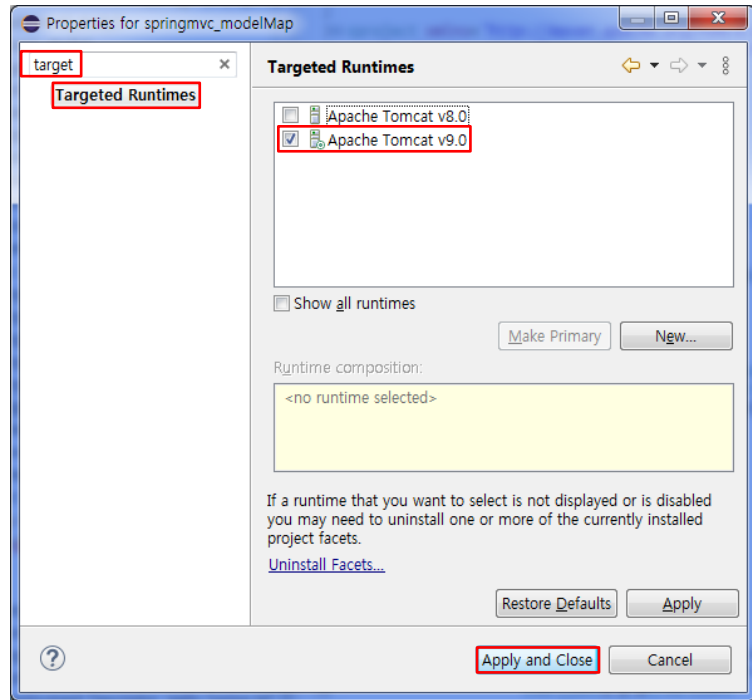 Properties for springmvc_modelMap
target
Targeted Runtimes
Targeted Runtimes
Apache Tomcat v8.0
Apache Tomcat v9.0
Show all runtimes
Make Primary
New...
Runtime composition:
<no runtime selected>
If a runtime that you want to select is not displayed or is disabled
you may need to uninstall one or more of the currently installed
project facets.
Uninstall Facets...
Restore Defaults
Apply
Apply and Close
Cancel